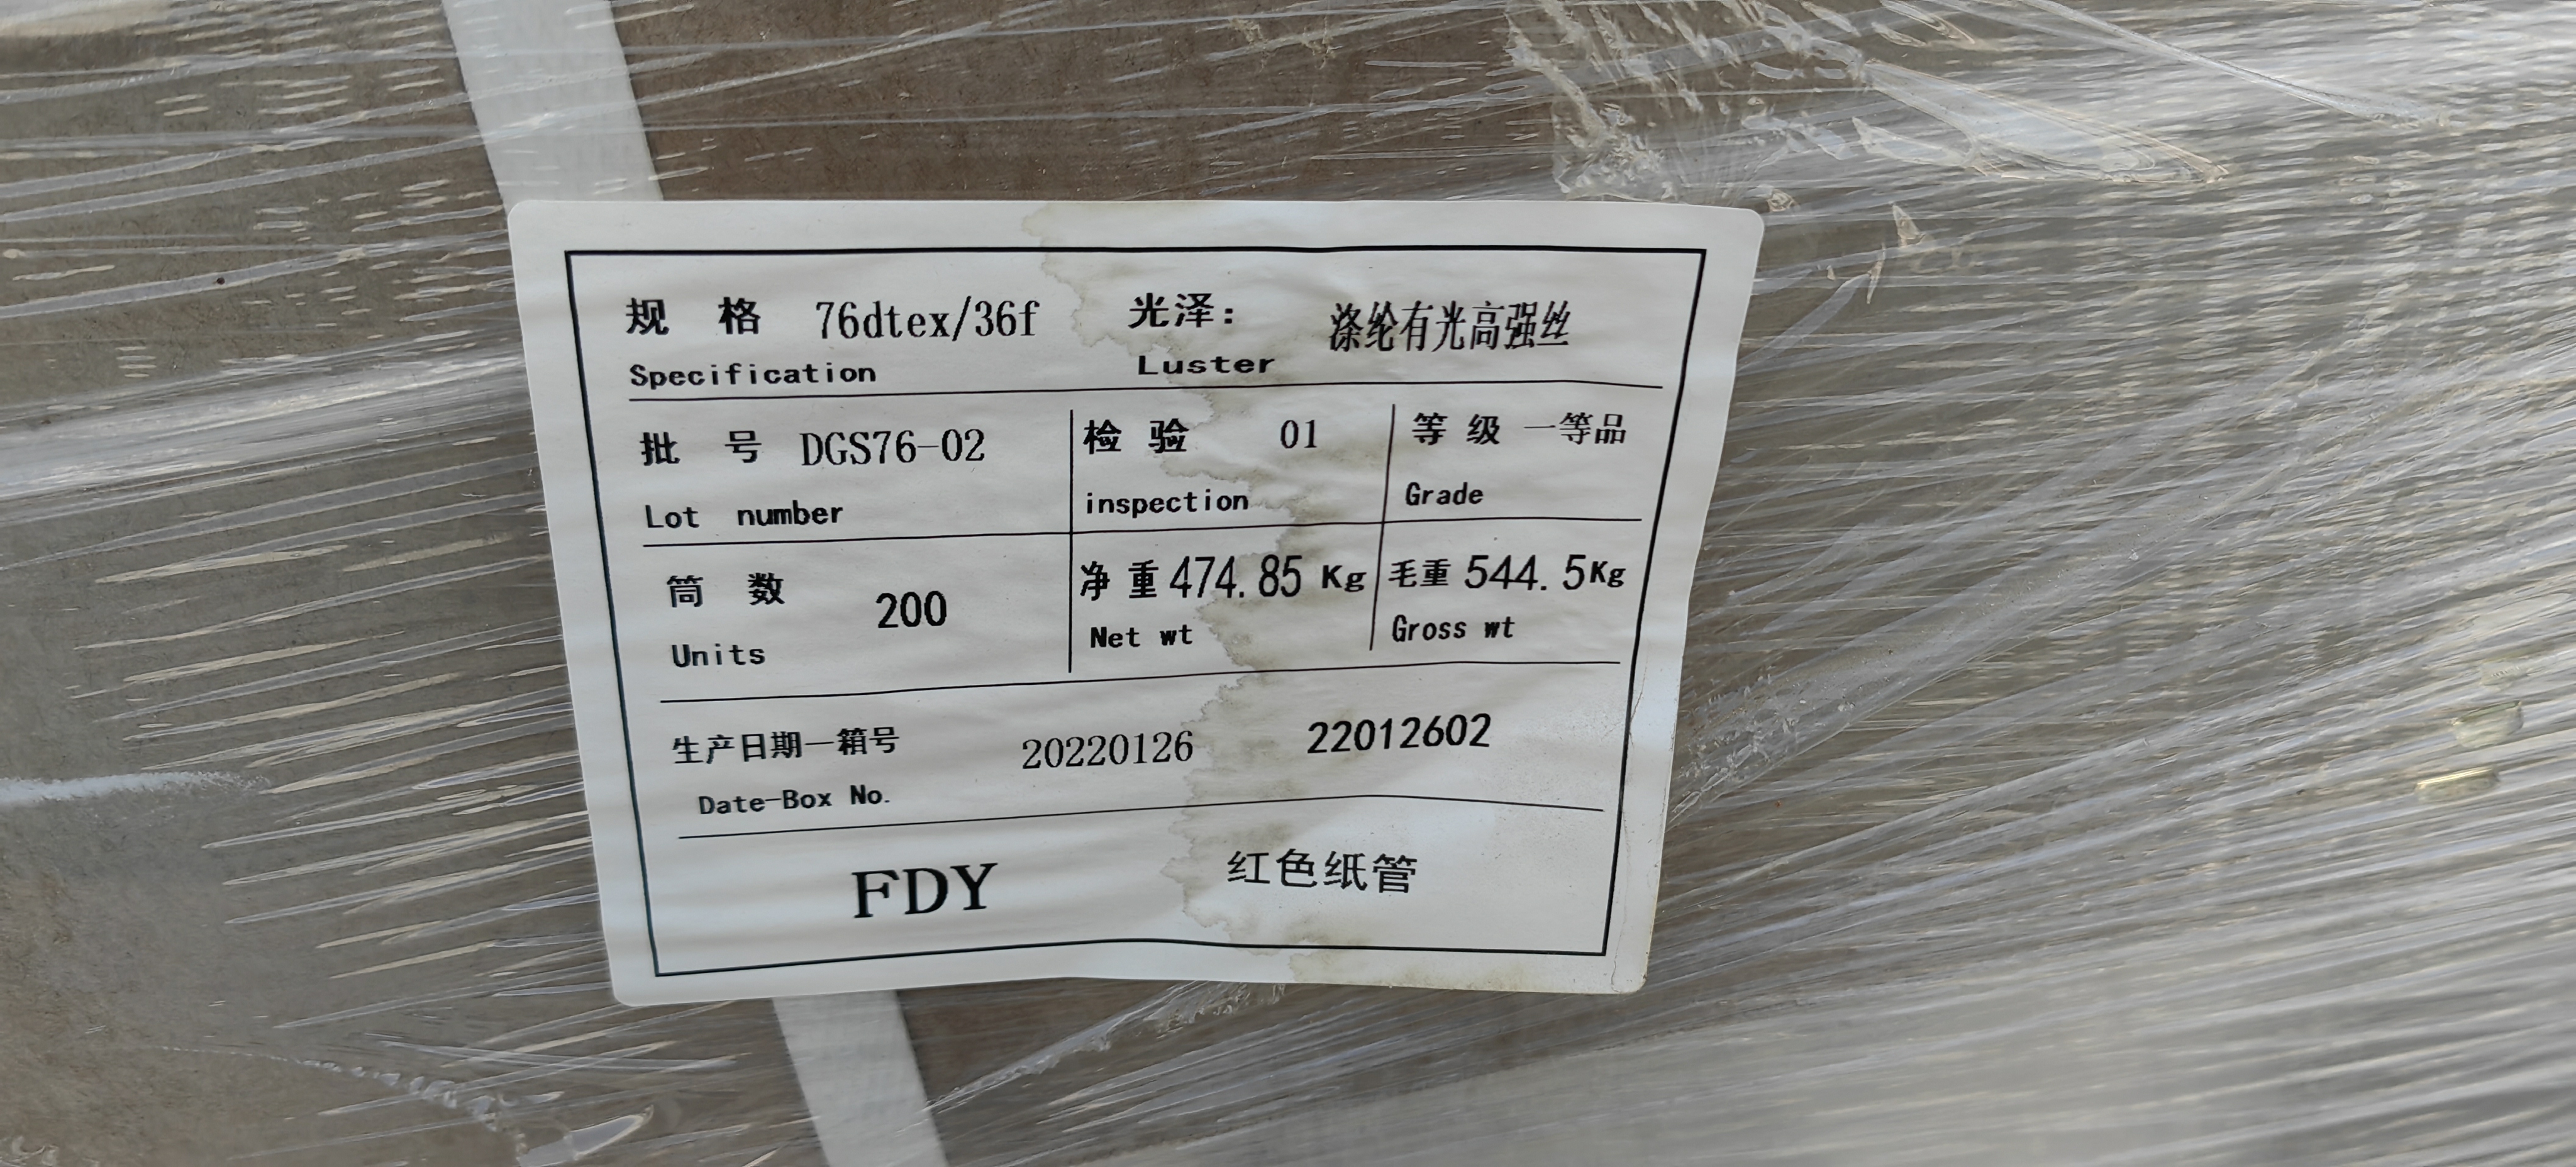 规 格 76dtex/36f 光泽: 涤纶有光高强丝
Specification Luster
批 号 DGS76-02 检 验 01 等 级 一等品
Lot number inspection Grade
筒 数 200 净 重 474.85 Kg 毛重 544.5Kg
Units Net wt Gross wt
生产日期一箱号 20220126 22012602
Date-Box No.
FDY 红色纸管